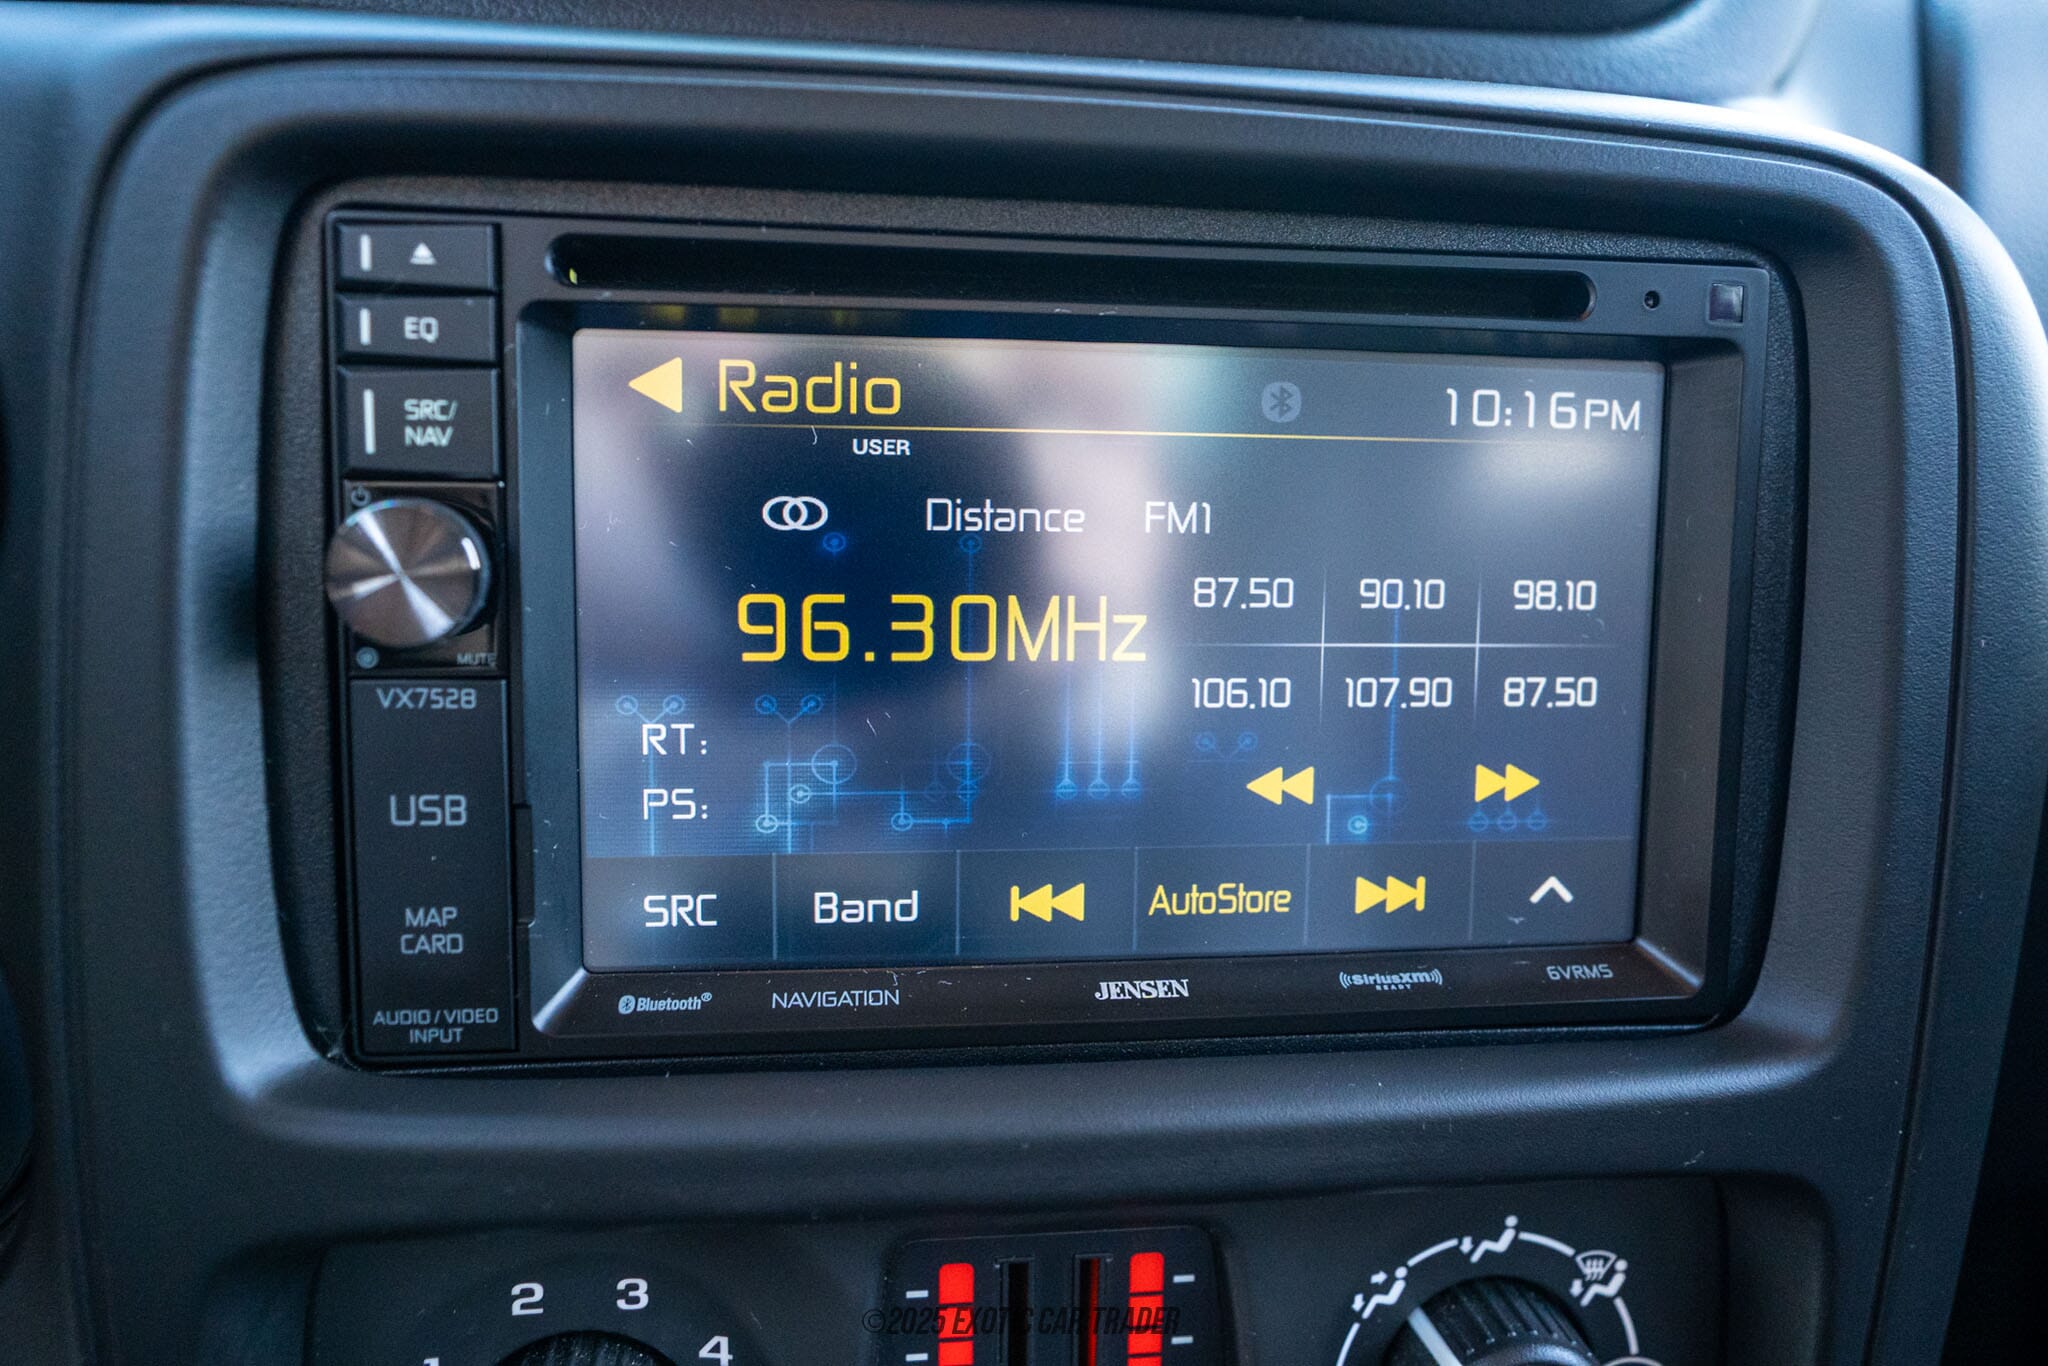 EQ
SRC/
NAV
MUTE
VX7528
USB
MAP
CARD
AUDIO / VIDEO
INPUT
Radio
10:16PM
USER
Distance FM1
96.30MHz
87.50 90.10 98.10
106.10 107.90 87.50
RT:
PS:
SRC Band AutoStore
Bluetooth® NAVIGATION JENSEN ((SiriusXM)) 6VRMS
READY
2 3
1 4
©2025 EXOTIC CAR TRADER